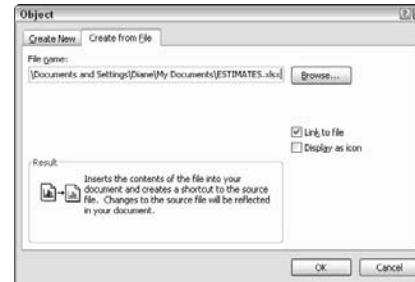 Object
Create New
Create from File
File name:
\Documents and Settings\Diane\My Documents\ESTIMATES.xlsx
Browse...
Link to file
Display as icon
Result
Inserts the contents of the file into your
document and creates a shortcut to the source
file. Changes to the source file will be reflected
in your document.
OK
Cancel